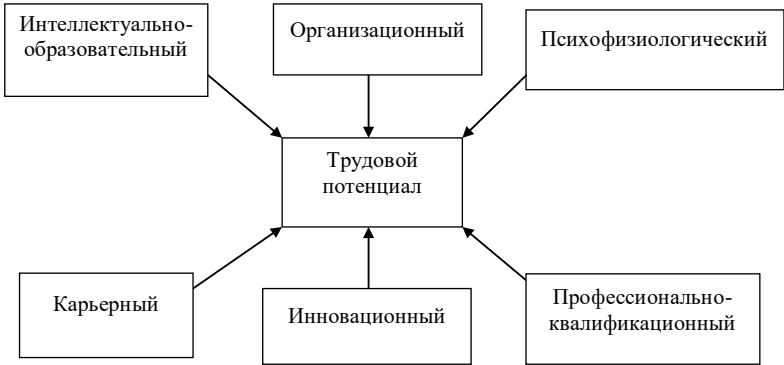 Интеллектуально-
образовательный
Организационный
Психофизиологический
Трудовой
потенциал
Карьерный
Инновационный
Профессионально-
квалификационный